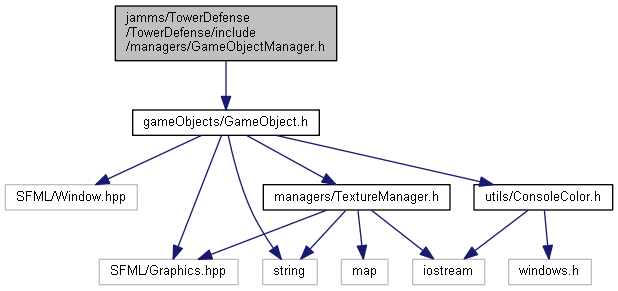 jamms/TowerDefense
/TowerDefense/include
/managers/GameObjectManager.h
gameObjects/GameObject.h
SFML/Window.hpp
managers/TextureManager.h
utils/ConsoleColor.h
SFML/Graphics.hpp
string
map
iostream
windows.h